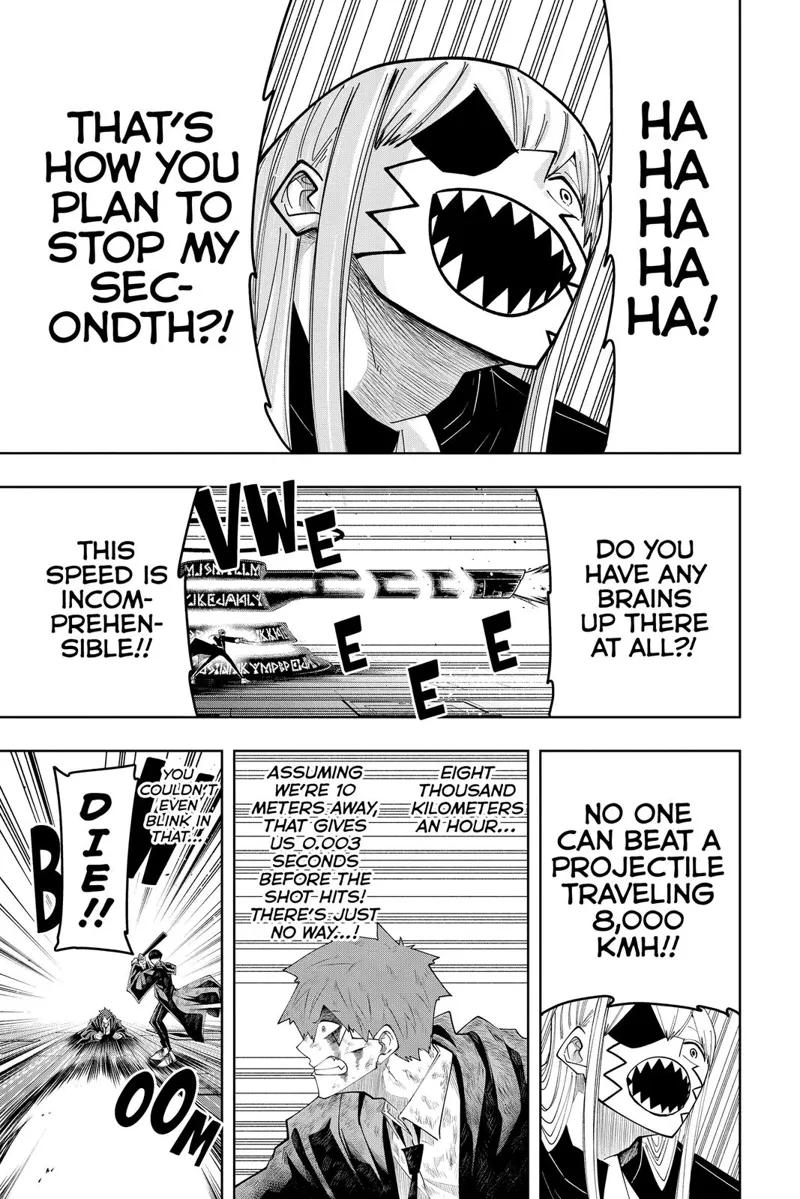 HA
HA
HA
HA
HA!
THAT'S
HOW YOU
PLAN TO
STOP MY
SEC-
ONDTH?!
DO YOU
HAVE ANY
BRAINS
UP THERE
AT ALL?!
VWE
E
E
E
THIS
SPEED IS
INCOM-
PREHEN-
SIBLE!!
NO ONE
CAN BEAT A
PROJECTILE
TRAVELING
8,000
KMH!!
EIGHT
THOUSAND
KILOMETERS
AN HOUR...
ASSUMING
WE'RE 10
METERS AWAY,
THAT GIVES
US 0.003
SECONDS
BEFORE THE
SHOT HITS!
THERE'S JUST
NO WAY...!
YOU
COULDN'T
EVEN
BLINK IN
THAT...!
DIE!!
OOM